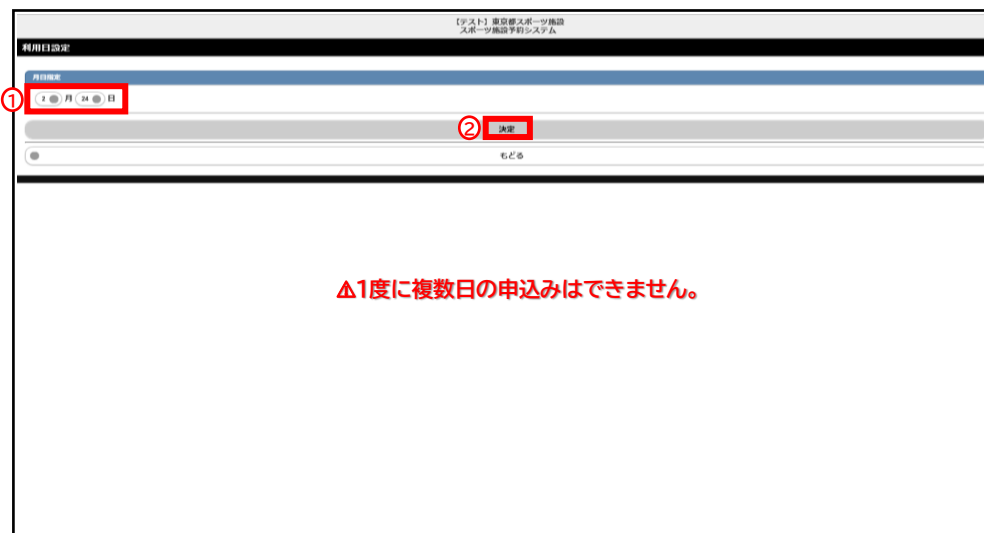 【テスト】東京都スポーツ施設
スポーツ施設予約システム
利用日設定
月日指定
① 2 月 24 日
② 決定
もどる
⚠1度に複数日の申込みはできません。